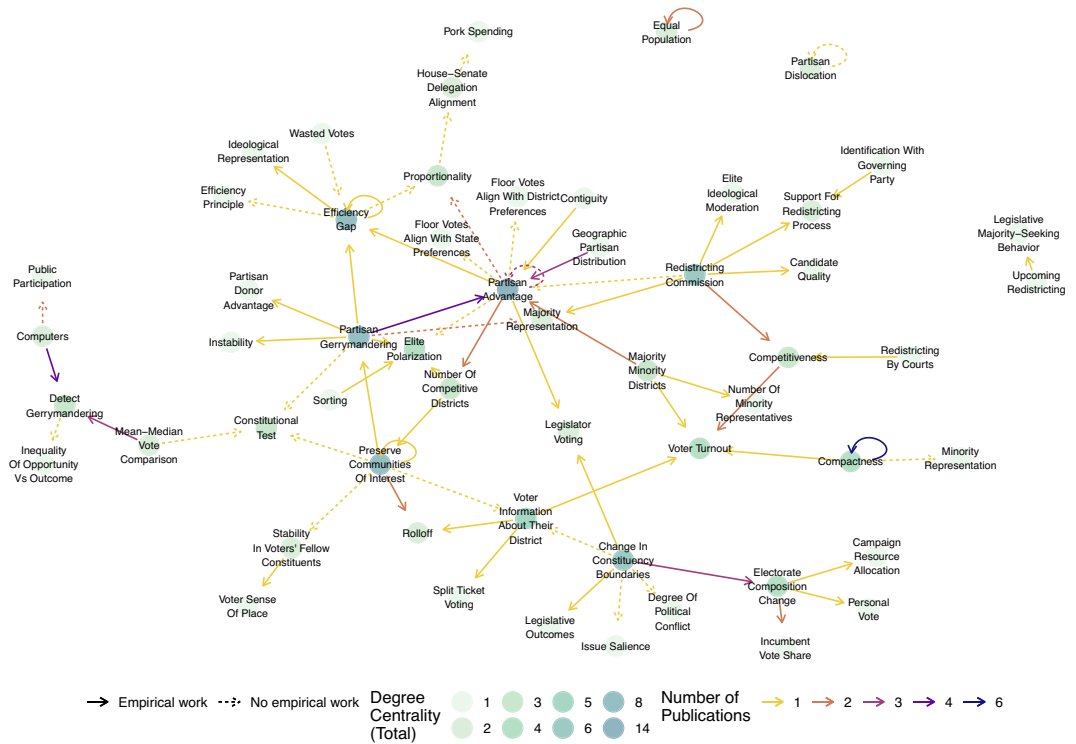 Pork Spending
Equal
Population
Partisan
Dislocation
House−Senate
Delegation
Alignment
Wasted Votes
Ideological
Representation
Proportionality
Efficiency
Principle
Efficiency
Gap
Floor Votes
Align With District
Preferences
Contiguity
Floor Votes
Align With State
Preferences
Geographic
Partisan
Distribution
Elite
Ideological
Moderation
Identification With
Governing
Party
Support For
Redistricting
Process
Legislative
Majority−Seeking
Behavior
Upcoming
Redistricting
Public
Participation
Partisan
Donor
Advantage
Partisan
Advantage
Redistricting
Commission
Candidate
Quality
Majority
Representation
Computers
Instability
Partisan
Gerrymandering
Elite
Polarization
Competitiveness
Redistricting
By Courts
Majority
Minority
Districts
Number Of
Competitive
Districts
Number Of
Minority
Representatives
Sorting
Detect
Gerrymandering
Mean−Median
Vote
Comparison
Constitutional
Test
Legislator
Voting
Voter Turnout
Inequality
Of Opportunity
Vs Outcome
Preserve
Communities
Of Interest
Compactness
Minority
Representation
Voter
Information
About Their
District
Rolloff
Stability
In Voters' Fellow
Constituents
Change In
Constituency
Boundaries
Campaign
Resource
Allocation
Electorate
Composition
Change
Voter Sense
Of Place
Split Ticket
Voting
Degree Of
Political
Conflict
Personal
Vote
Legislative
Outcomes
Issue Salience
Incumbent
Vote Share
Empirical work
No empirical work
Degree
Centrality
(Total)
1 3 5 8
2 4 6 14
Number of
Publications
1 2 3 4 6